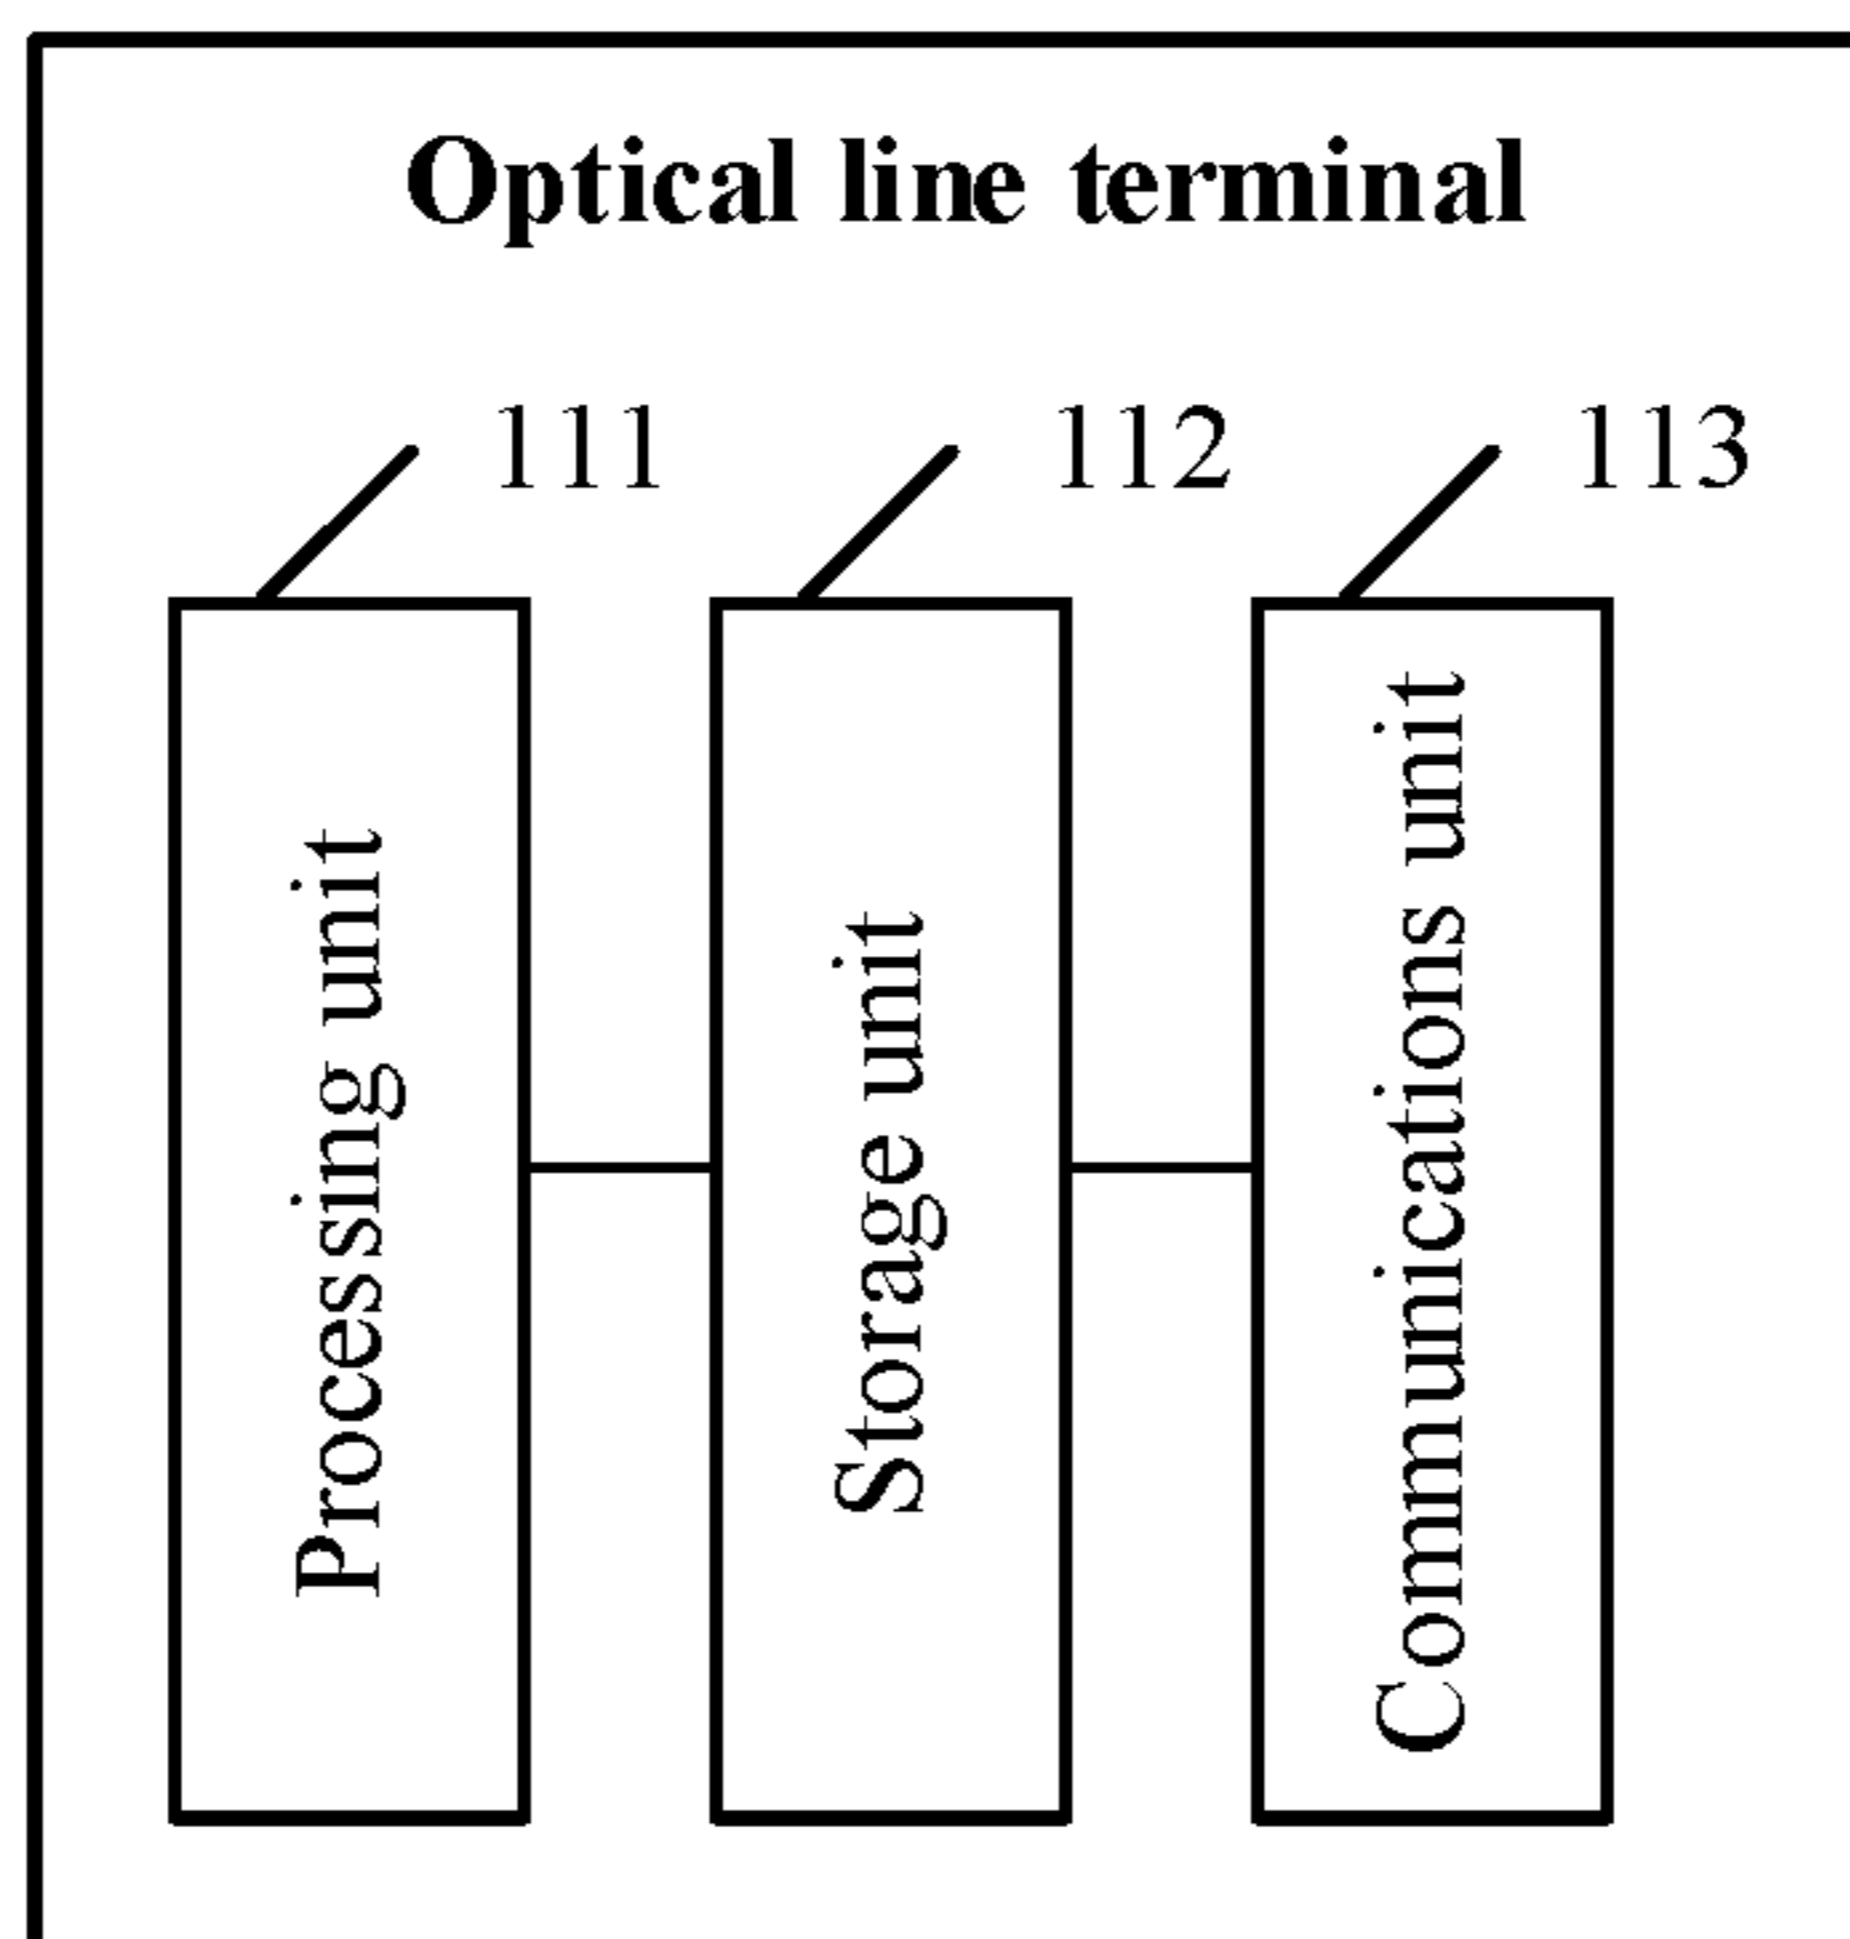 Optical line terminal
111
112
113
Processing unit
Storage unit
Communications unit